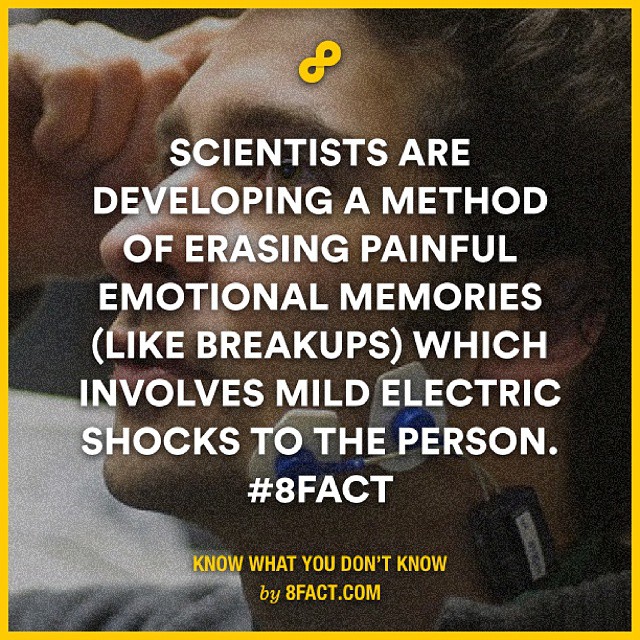 SCIENTISTS ARE
DEVELOPING A METHOD
OF ERASING PAINFUL
EMOTIONAL MEMORIES
(LIKE BREAKUPS) WHICH
INVOLVES MILD ELECTRIC
SHOCKS TO THE PERSON.
#8FACT
KNOW WHAT YOU DON'T KNOW
by 8FACT.COM